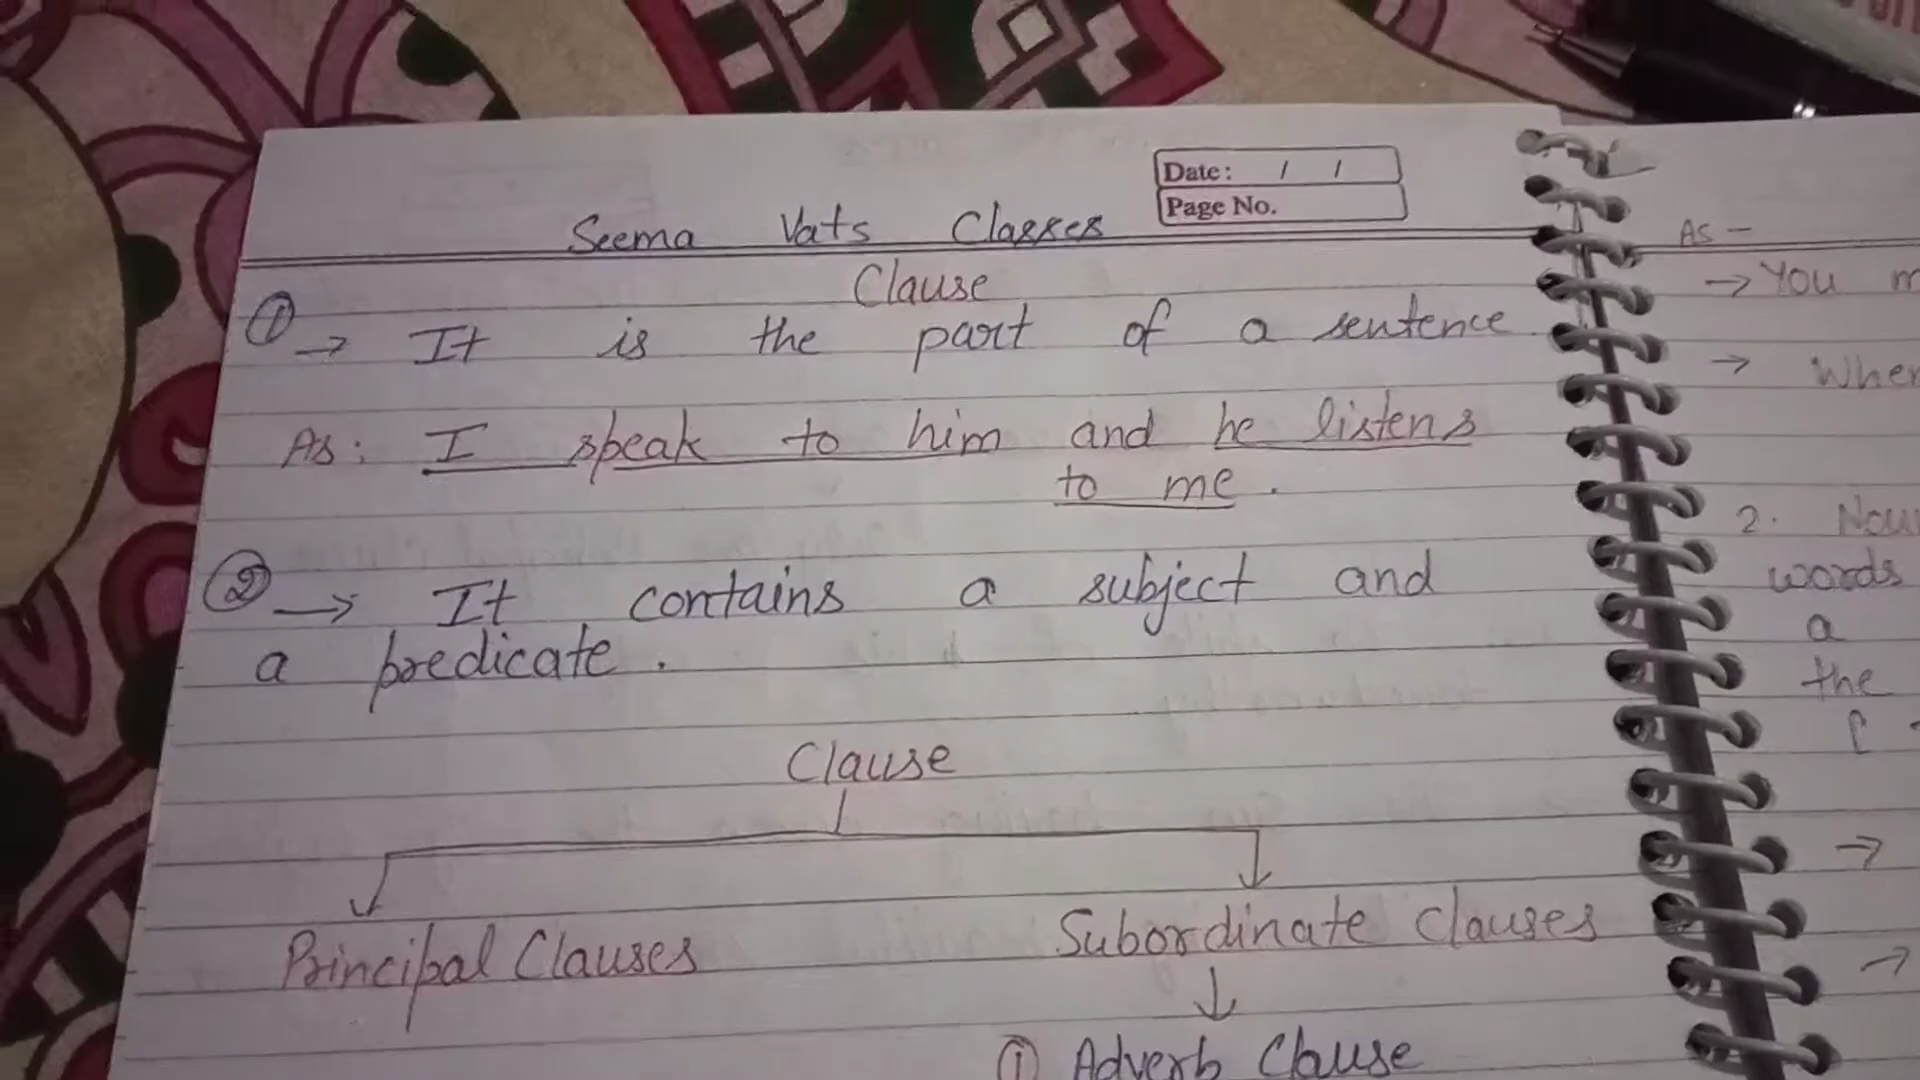 Date: / /
Page No.
Seema Vats Classes
Clause
① → It is the part of a sentence
As: I speak to him and he listens
to me.
② → It contains a subject and
a predicate.
Clause
Principal Clauses
Subordinate Clauses
① Adverb Clause
As -
→ You
→
2.
words
a
the